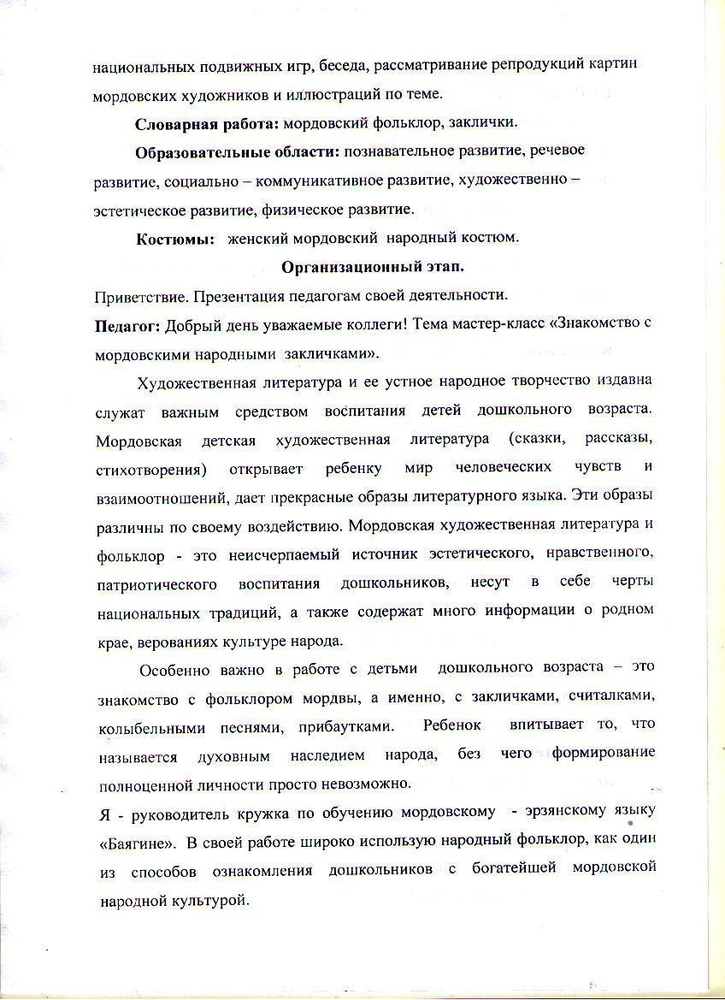 национальных подвижных игр, беседа, рассматривание репродукций картин
мордовских художников и иллюстраций по теме.
Словарная работа: мордовский фольклор, заклички.
Образовательные области: познавательное развитие, речевое
развитие, социально – коммуникативное развитие, художественно –
эстетическое развитие, физическое развитие.
Костюмы: женский мордовский народный костюм.
Организационный этап.
Приветствие. Презентация педагогам своей деятельности.
Педагог: Добрый день уважаемые коллеги! Тема мастер-класс «Знакомство с
мордовскими народными закличками».
Художественная литература и ее устное народное творчество издавна
служат важным средством воспитания детей дошкольного возраста.
Мордовская детская художественная литература (сказки, рассказы,
стихотворения) открывает ребенку мир человеческих чувств и
взаимоотношений, дает прекрасные образы литературного языка. Эти образы
различны по своему воздействию. Мордовская художественная литература и
фольклор - это неисчерпаемый источник эстетического, нравственного,
патриотического воспитания дошкольников, несут в себе черты
национальных традиций, а также содержат много информации о родном
крае, верованиях культуре народа.
Особенно важно в работе с детьми дошкольного возраста – это
знакомство с фольклором мордвы, а именно, с закличками, считалками,
колыбельными песнями, прибаутками. Ребенок впитывает то, что
называется духовным наследием народа, без чего формирование
полноценной личности просто невозможно.
Я - руководитель кружка по обучению мордовскому - эрзянскому языку
«Баягине». В своей работе широко использую народный фольклор, как один
из способов ознакомления дошкольников с богатейшей мордовской
народной культурой.